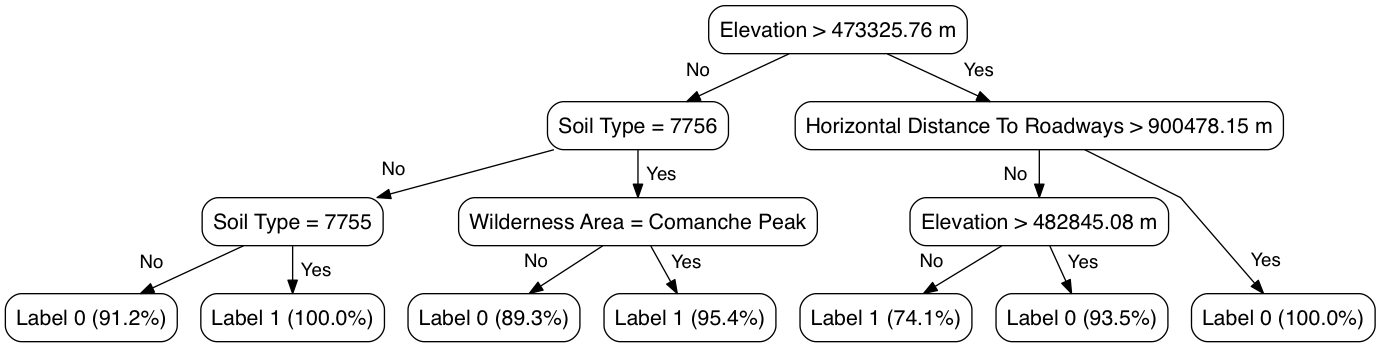 Elevation > 473325.76 m
No
Yes
Soil Type = 7756
Horizontal Distance To Roadways > 900478.15 m
No
Yes
No
Soil Type = 7755
Wilderness Area = Comanche Peak
Elevation > 482845.08 m
No
Yes
No
Yes
No
Yes
Yes
Label 0 (91.2%)
Label 1 (100.0%)
Label 0 (89.3%)
Label 1 (95.4%)
Label 1 (74.1%)
Label 0 (93.5%)
Label 0 (100.0%)